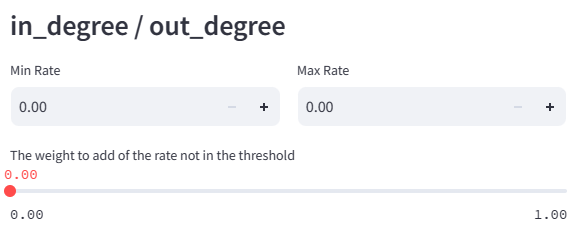 in_degree / out_degree
Min Rate
Max Rate
0.00
0.00
The weight to add of the rate not in the threshold
0.00
0.00
1.00